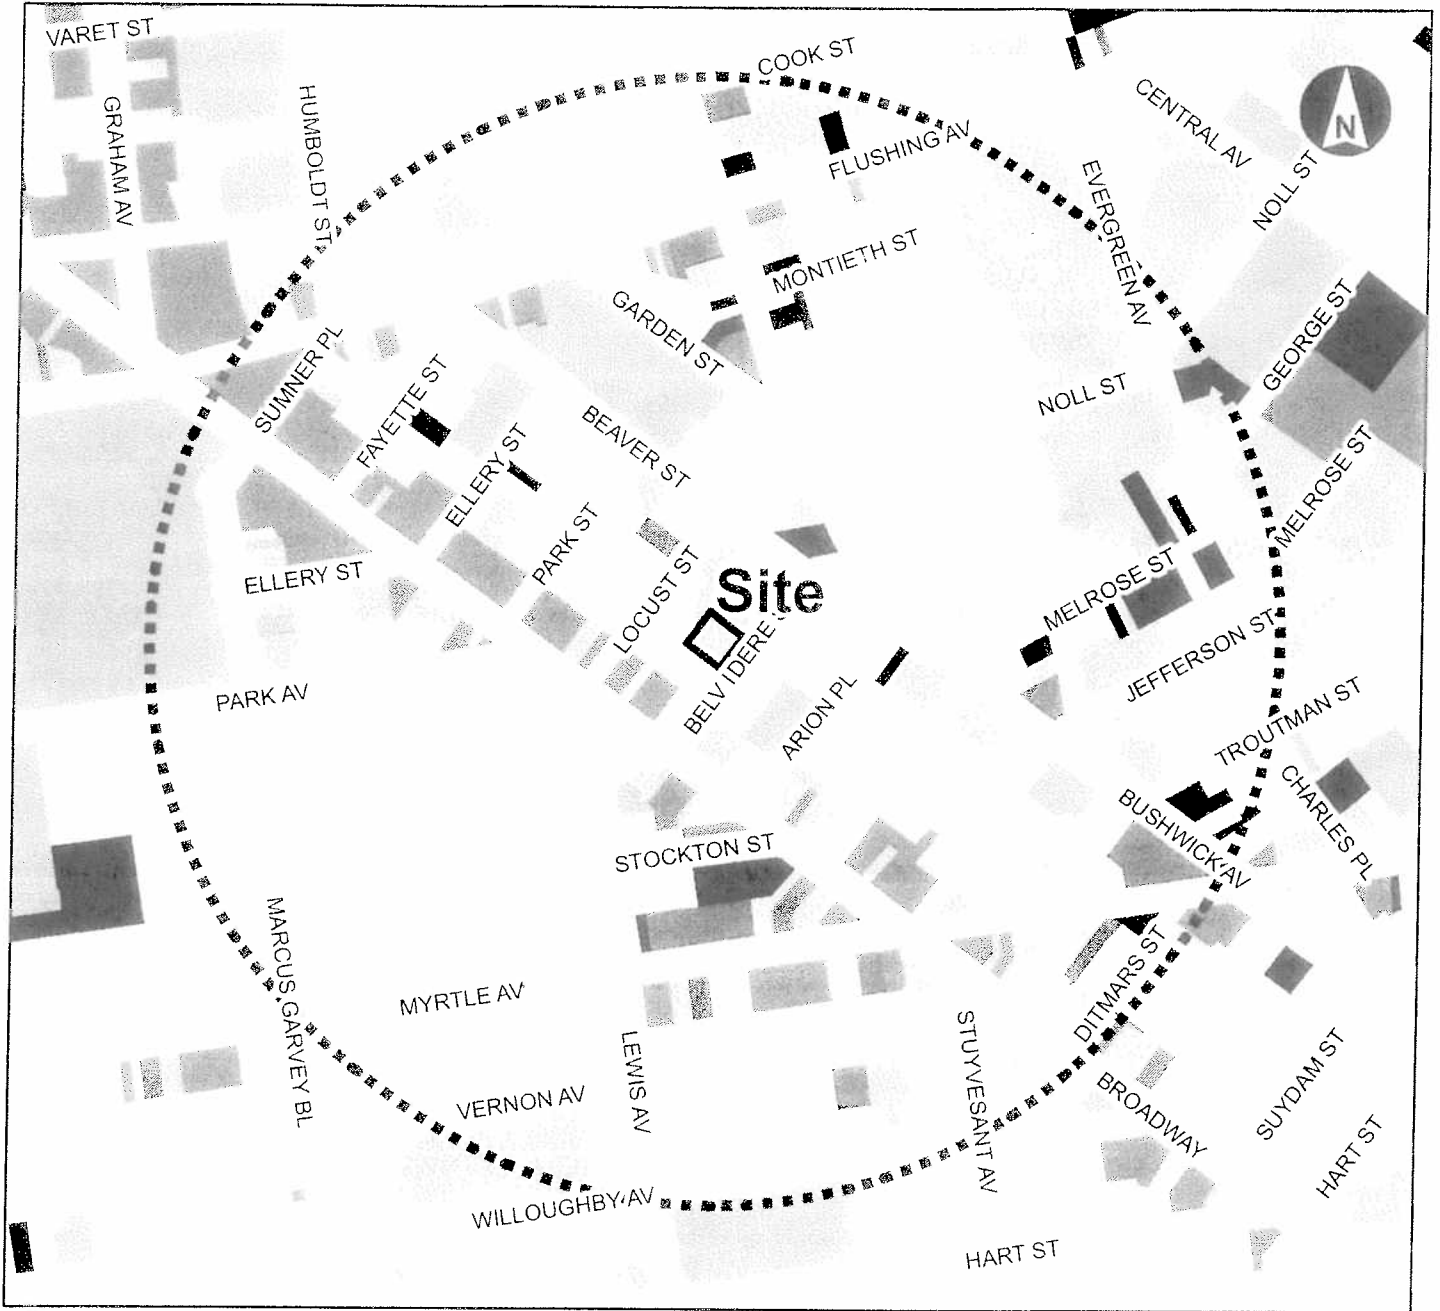 VARET ST
COOK ST
GRAHAM AV
HUMBOLDT ST
FLUSHING AV
CENTRAL AV
N
NOLL ST
EVERGREEN AV
MONTIETH ST
GARDEN ST
GEORGE ST
SUMNER PL
FAYETTE ST
NOLL ST
BEAVER ST
ELLERY ST
MELROSE ST
PARK ST
ELLERY ST
LOCUST ST
Site
MELROSE ST
BELVIDERE S
JEFFERSON ST
PARK AV
ARION PL
TROUTMAN ST
CHARLES PL
BUSHWICK AV
STOCKTON ST
MARCUS GARVEY BL
DITMARS ST
MYRTLE AV
STUYVESANT AV
LEWIS AV
SUYDAM ST
VERNON AV
BROADWAY
HART ST
WILLOUGHBY AV
HART ST